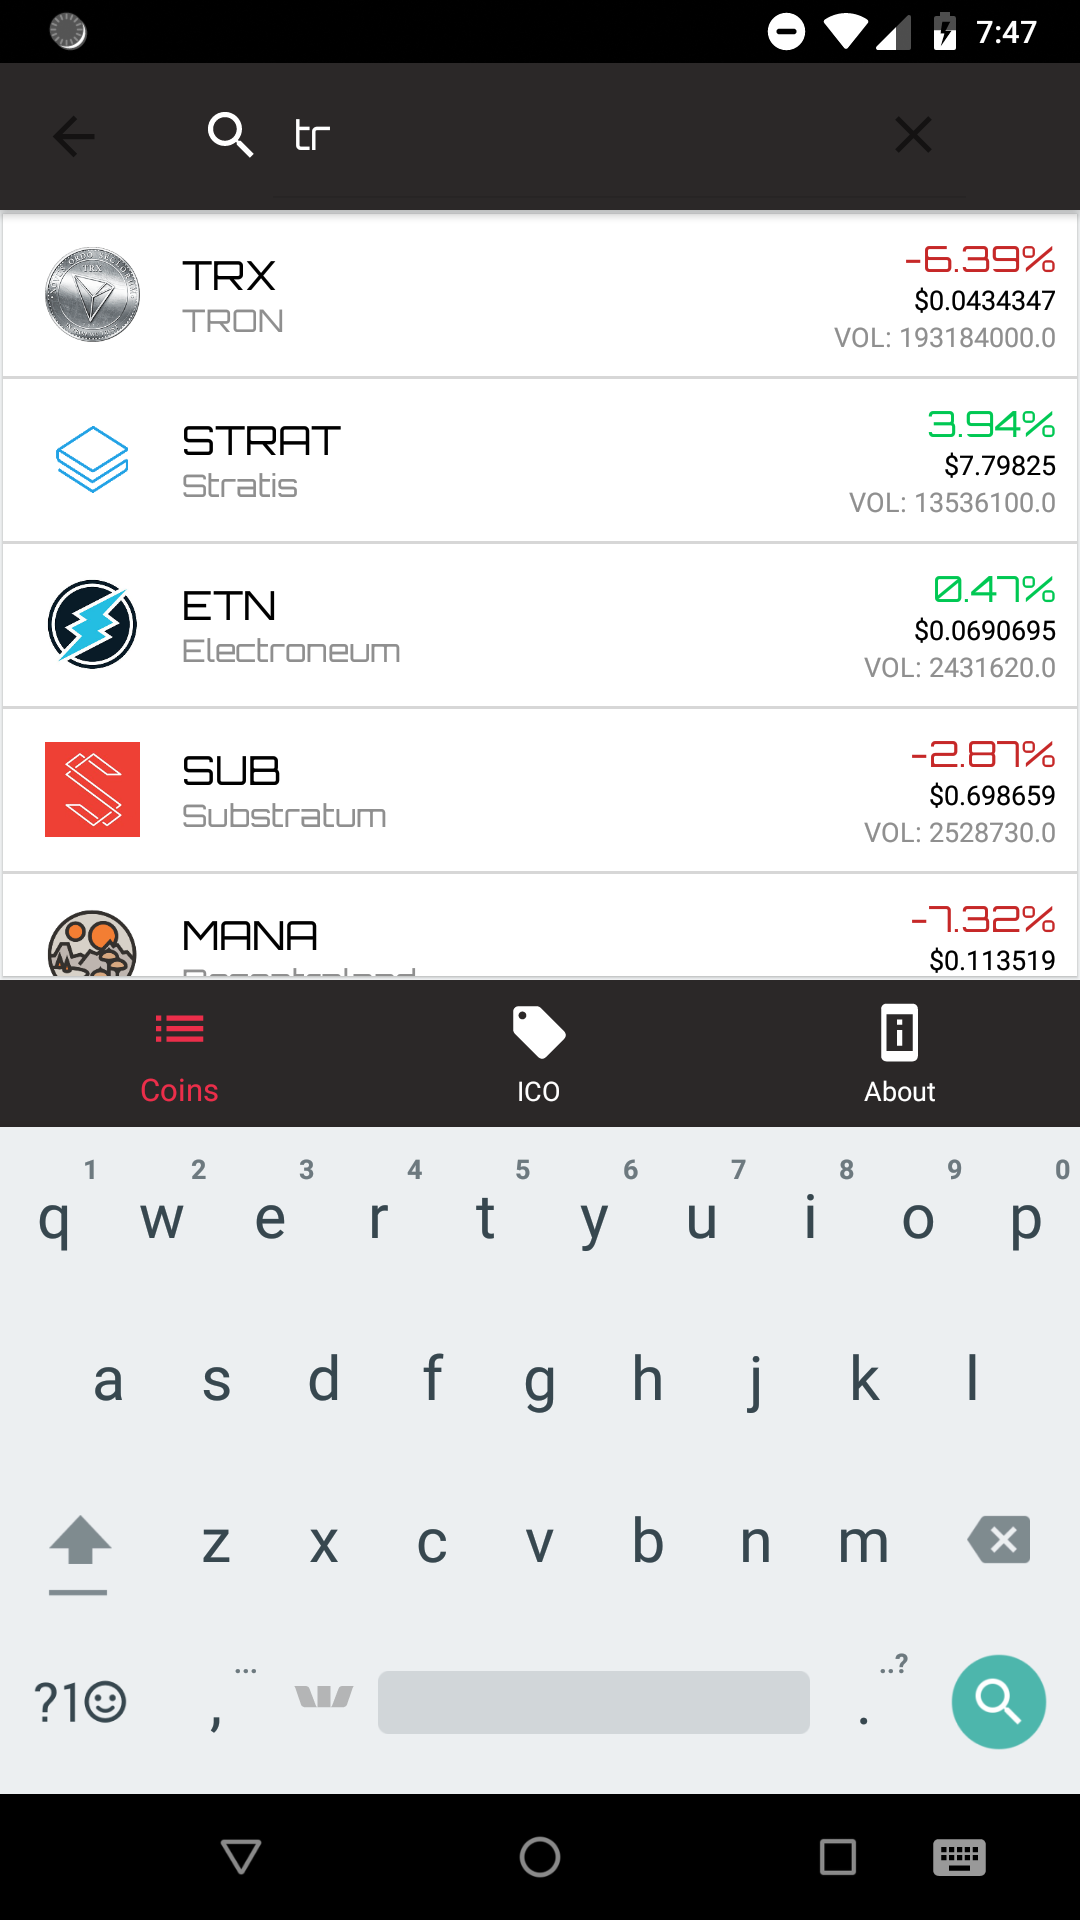 7:47
tr
TRX
TRON
-6.39%
$0.0434347
VOL: 193184000.0
STRAT
Stratis
3.94%
$7.79825
VOL: 13536100.0
ETN
Electroneum
0.47%
$0.0690695
VOL: 2431620.0
SUB
Substratum
-2.87%
$0.698659
VOL: 2528730.0
MANA
Decentraland
-7.32%
$0.113519
Coins
ICO
About
1 2 3 4 5 6 7 8 9 0
q w e r t y u i o p
a s d f g h j k l
z x c v b n m
... ..?
?1 , .